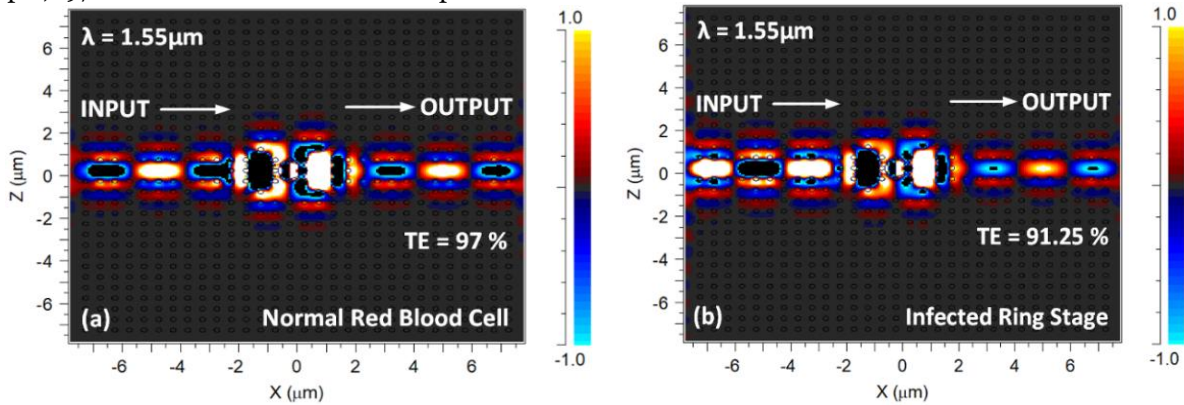 λ = 1.55μm
INPUT
OUTPUT
TE = 97 %
(a)
Normal Red Blood Cell
Z (μm)
6
4
2
0
-2
-4
-6
-6
-4
-2
0
2
4
6
X (μm)
1.0
-1.0
λ = 1.55μm
INPUT
OUTPUT
TE = 91.25 %
(b)
Infected Ring Stage
Z (μm)
6
4
2
0
-2
-4
-6
-6
-4
-2
0
2
4
6
X (μm)
1.0
-1.0